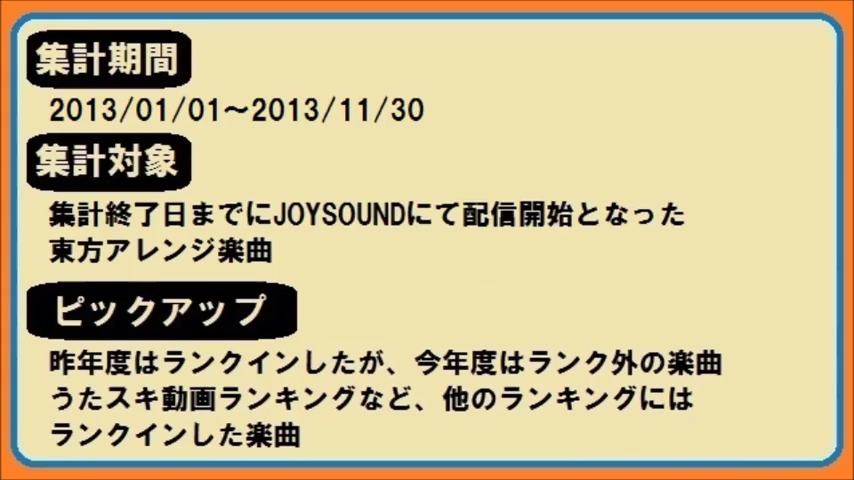 集計期間
2013/01/01～2013/11/30
集計対象
集計終了日までにJOYSOUNDにて配信開始となった
東方アレンジ楽曲
ピックアップ
昨年度はランクインしたが、今年度はランク外の楽曲
うたスキ動画ランキングなど、他のランキングには
ランクインした楽曲